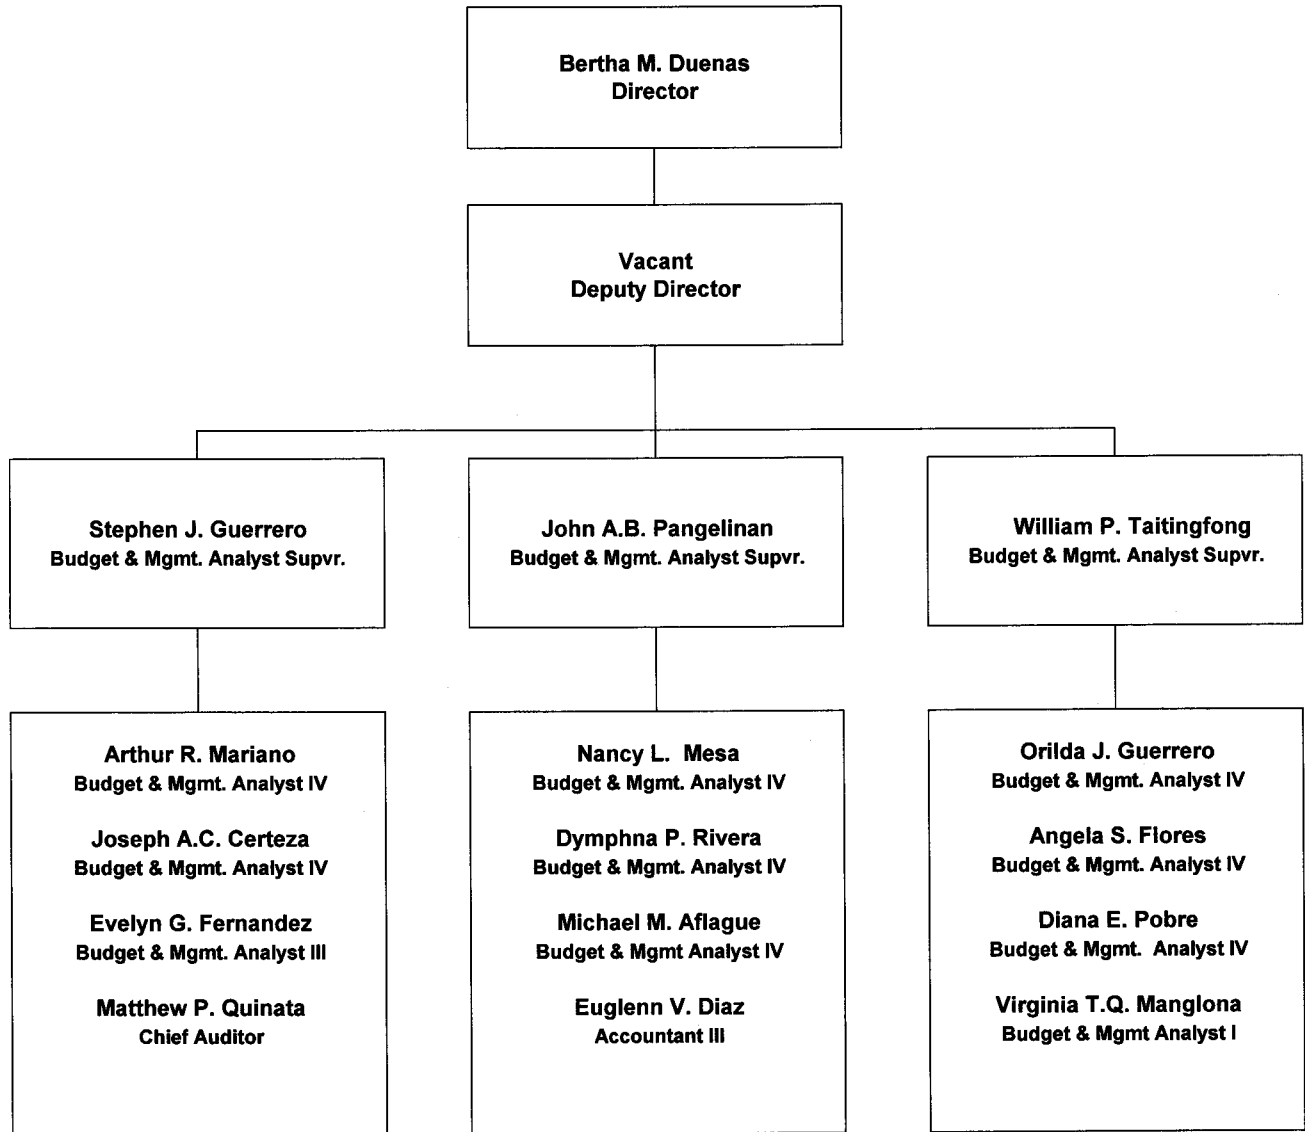 Bertha M. Duenas
Director
Vacant
Deputy Director
Stephen J. Guerrero
Budget & Mgmt. Analyst Supvr.
John A.B. Pangelinan
Budget & Mgmt. Analyst Supvr.
William P. Taitingfong
Budget & Mgmt. Analyst Supvr.
Arthur R. Mariano
Budget & Mgmt. Analyst IV
Joseph A.C. Certeza
Budget & Mgmt. Analyst IV
Evelyn G. Fernandez
Budget & Mgmt. Analyst III
Matthew P. Quinata
Chief Auditor
Nancy L. Mesa
Budget & Mgmt. Analyst IV
Dymphna P. Rivera
Budget & Mgmt. Analyst IV
Michael M. Aflague
Budget & Mgmt Analyst IV
Euglenn V. Diaz
Accountant III
Orilda J. Guerrero
Budget & Mgmt. Analyst IV
Angela S. Flores
Budget & Mgmt. Analyst IV
Diana E. Pobre
Budget & Mgmt. Analyst IV
Virginia T.Q. Manglona
Budget & Mgmt Analyst I